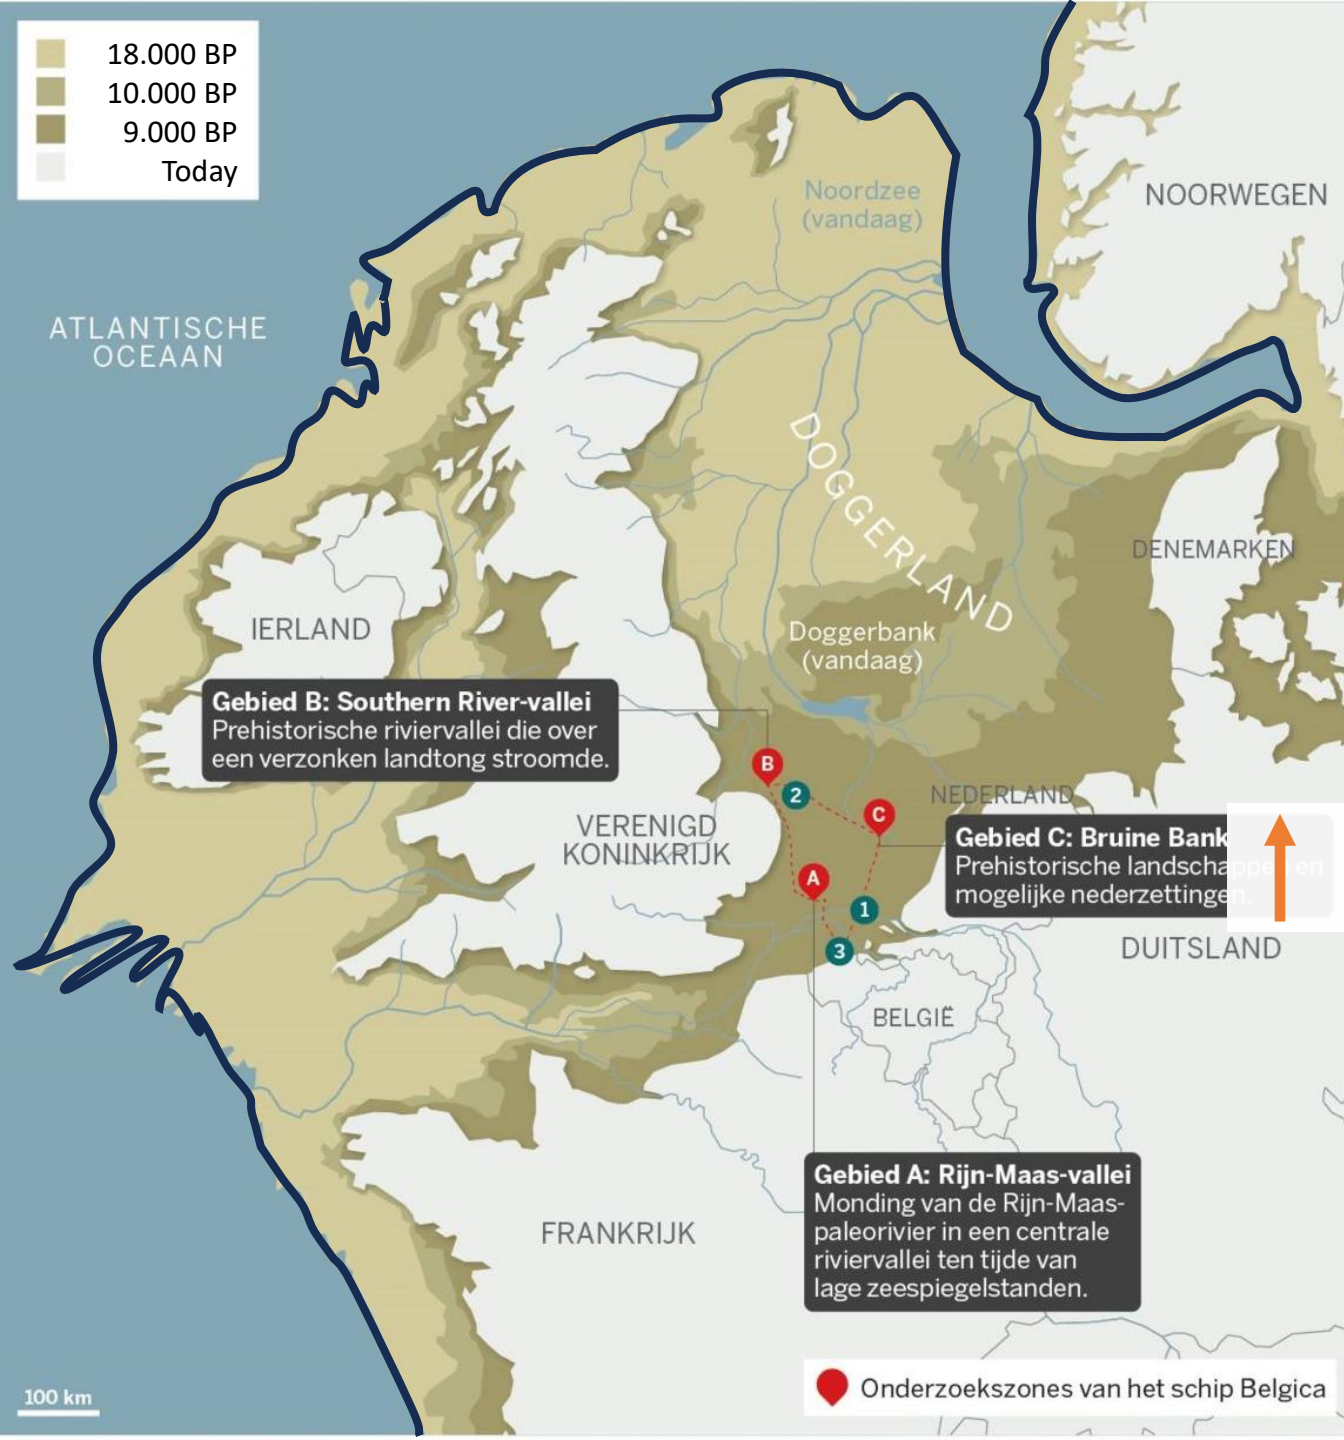 18.000 BP
10.000 BP
9.000 BP
Today
Noordzee
(vandaag)
NOORWEGEN
ATLANTISCHE
OCEAAN
DOGGERLAND
DENEMARKEN
IERLAND
Doggerbank
(vandaag)
Gebied B: Southern River-vallei
Prehistorische riviervallei die over
een verzonken landtong stroomde.
B
2
C
NEDERLAND
VERENIGD
KONINKRIJK
Gebied C: Bruine Bank
Prehistorische landschappen en
mogelijke nederzettingen.
A
1
3
DUITSLAND
BELGIË
Gebied A: Rijn-Maas-vallei
Monding van de Rijn-Maas-
paleorivier in een centrale
riviervallei ten tijde van
lage zeespiegelstanden.
FRANKRIJK
100 km
Onderzoekszones van het schip Belgica